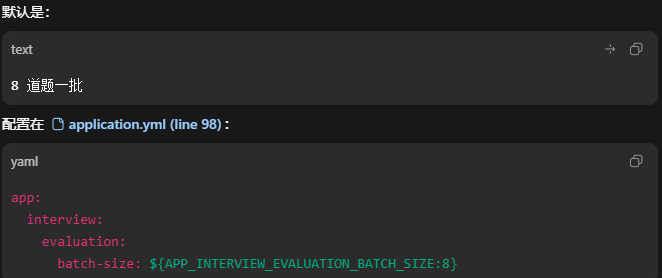 默认是：
text
8 道题一批
配置在 application.yml (line 98)：
yaml
app:
  interview:
    evaluation:
      batch-size: ${APP_INTERVIEW_EVALUATION_BATCH_SIZE:8}